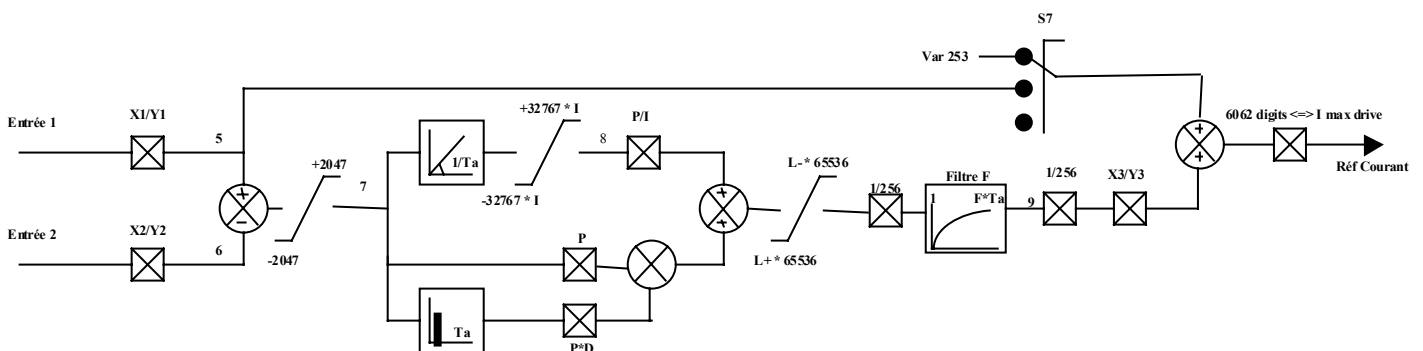 S7
Var 253
Entrée 1
X1/Y1
5
+32767 * I
P/I
6062 digits <=> I max drive
+2047
7
1/Ta
8
L-* 65536
+
+
Réf Courant
-32767 * I
+
-
+
+
1/256
Filtre F
1
F*Ta
9
1/256
X3/Y3
Entrée 2
X2/Y2
6
-2047
P
L+* 65536
Ta
P*D